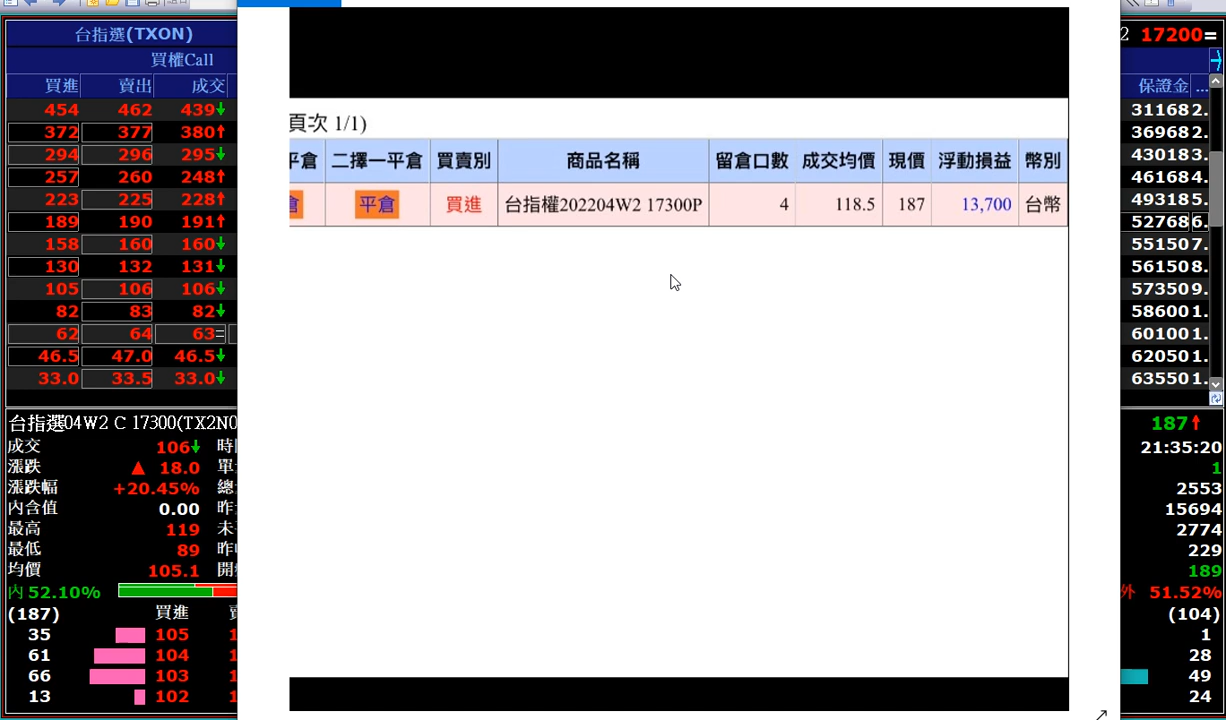 台指選(TXON)
買權Call
買進 賣出 成交
454 462 439↓
372 377 380↑
294 296 295↓
257 260 248↑
223 225 228↑
189 190 191↑
158 160 160↓
130 132 131↓
105 106 106↓
82 83 82↓
62 64 63=
46.5 47.0 46.5↓
33.0 33.5 33.0↓
台指選04W2 C 17300(TX2N0
成交 106↓ 時
漲跌 ▲ 18.0 單
漲跌幅 +20.45% 總
內含值 0.00 昨
最高 119 未
最低 89 昨
均價 105.1 開
內 52.10%
(187) 買進
35 105
61 104
66 103
13 102
頁次 1/1)
平倉 二擇一平倉 買賣別 商品名稱 留倉口數 成交均價 現價 浮動損益 幣別
倉 平倉 買進 台指權202204W2 17300P 4 118.5 187 13,700 台幣
2 17200=
保證金 ...
311682.
369682.
430183.
461684.
493185.
527686.
551507.
561508.
573509.
586001.
601001.
620501.
635501.
187↑
21:35:20
1
2553
15694
2774
229
189
外 51.52%
(104)
1
28
49
24